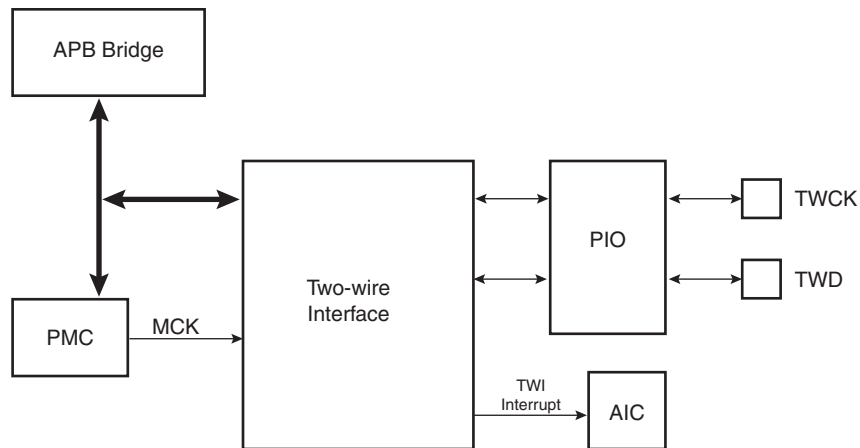 APB Bridge
Two-wire
Interface
PIO
TWCK
TWD
PMC
MCK
TWI
Interrupt
AIC